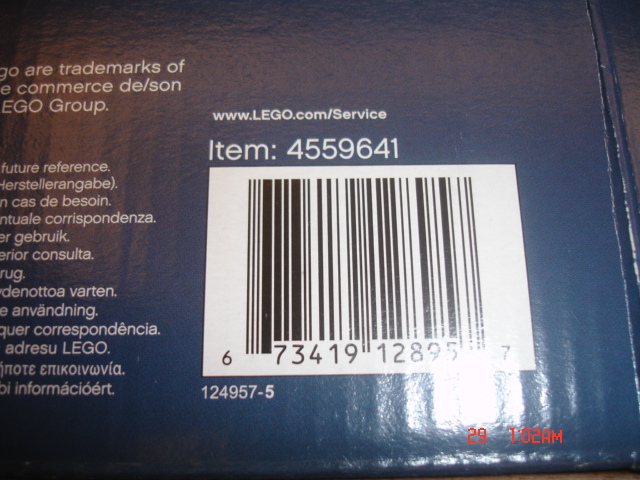 go are trademarks of
e commerce de/son
LEGO Group.
www.LEGO.com/Service
Item: 4559641
future reference.
Herstellerangabe).
n cas de besoin.
ntuale corrispondenza.
er gebruik.
erior consulta.
rug.
ydenottoa varten.
e användning.
quer correspondência.
adresu LEGO.
ήποτε επικοινωνία.
bi információért.
6 73419 12895 7
124957-5
29 1:02AM